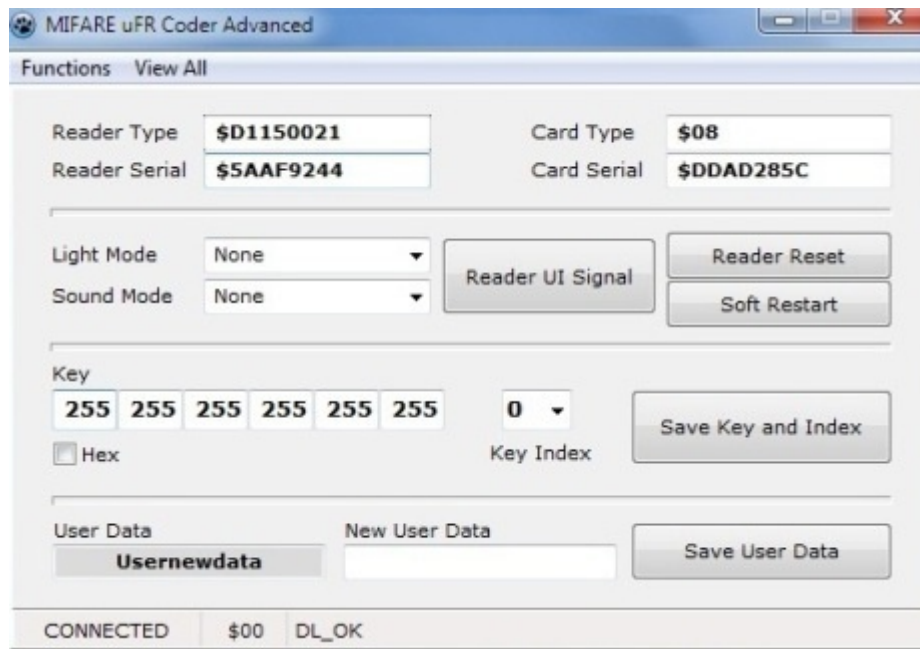 MIFARE uFR Coder Advanced
Functions View All
Reader Type $D1150021 Card Type $08
Reader Serial $5AAF9244 Card Serial $DDAD285C
Light Mode None Reader UI Signal Reader Reset
Sound Mode None Soft Restart
Key
255 255 255 255 255 255 0 Save Key and Index
Hex Key Index
User Data New User Data
Usernewdata Save User Data
CONNECTED $00 DL_OK